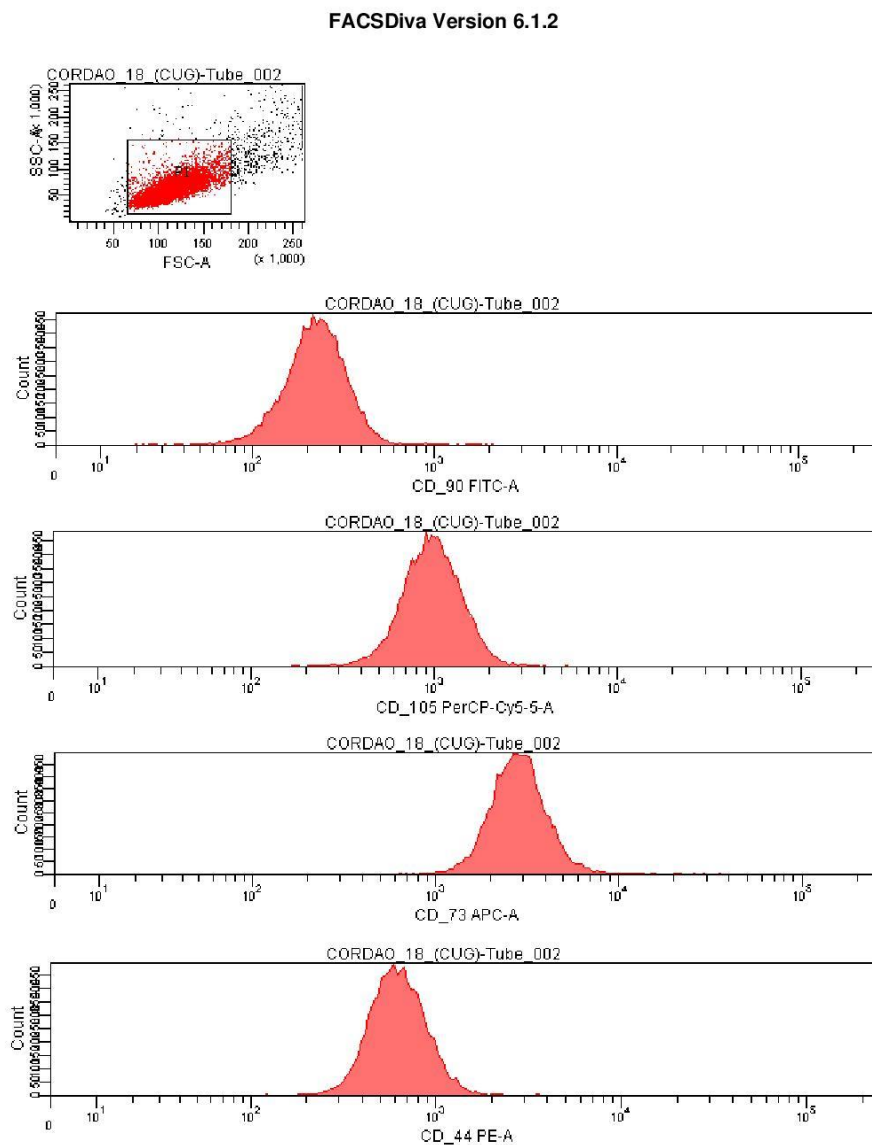 FACSDiva Version 6.1.2
CORDAO_18_(CUG)-Tube_002
SSC-A
(x 1,000)
50 100 150 200 250
P1
50 100 150 200 250
FSC-A
(x 1,000)
CORDAO_18_(CUG)-Tube_002
Count
0 10¹ 10² 10³ 10⁴ 10⁵
CD_90 FITC-A
CORDAO_18_(CUG)-Tube_002
Count
0 10¹ 10² 10³ 10⁴ 10⁵
CD_105 PerCP-Cy5-5-A
CORDAO_18_(CUG)-Tube_002
Count
0 10¹ 10² 10³ 10⁴ 10⁵
CD_73 APC-A
CORDAO_18_(CUG)-Tube_002
Count
0 10¹ 10² 10³ 10⁴ 10⁵
CD_44 PE-A